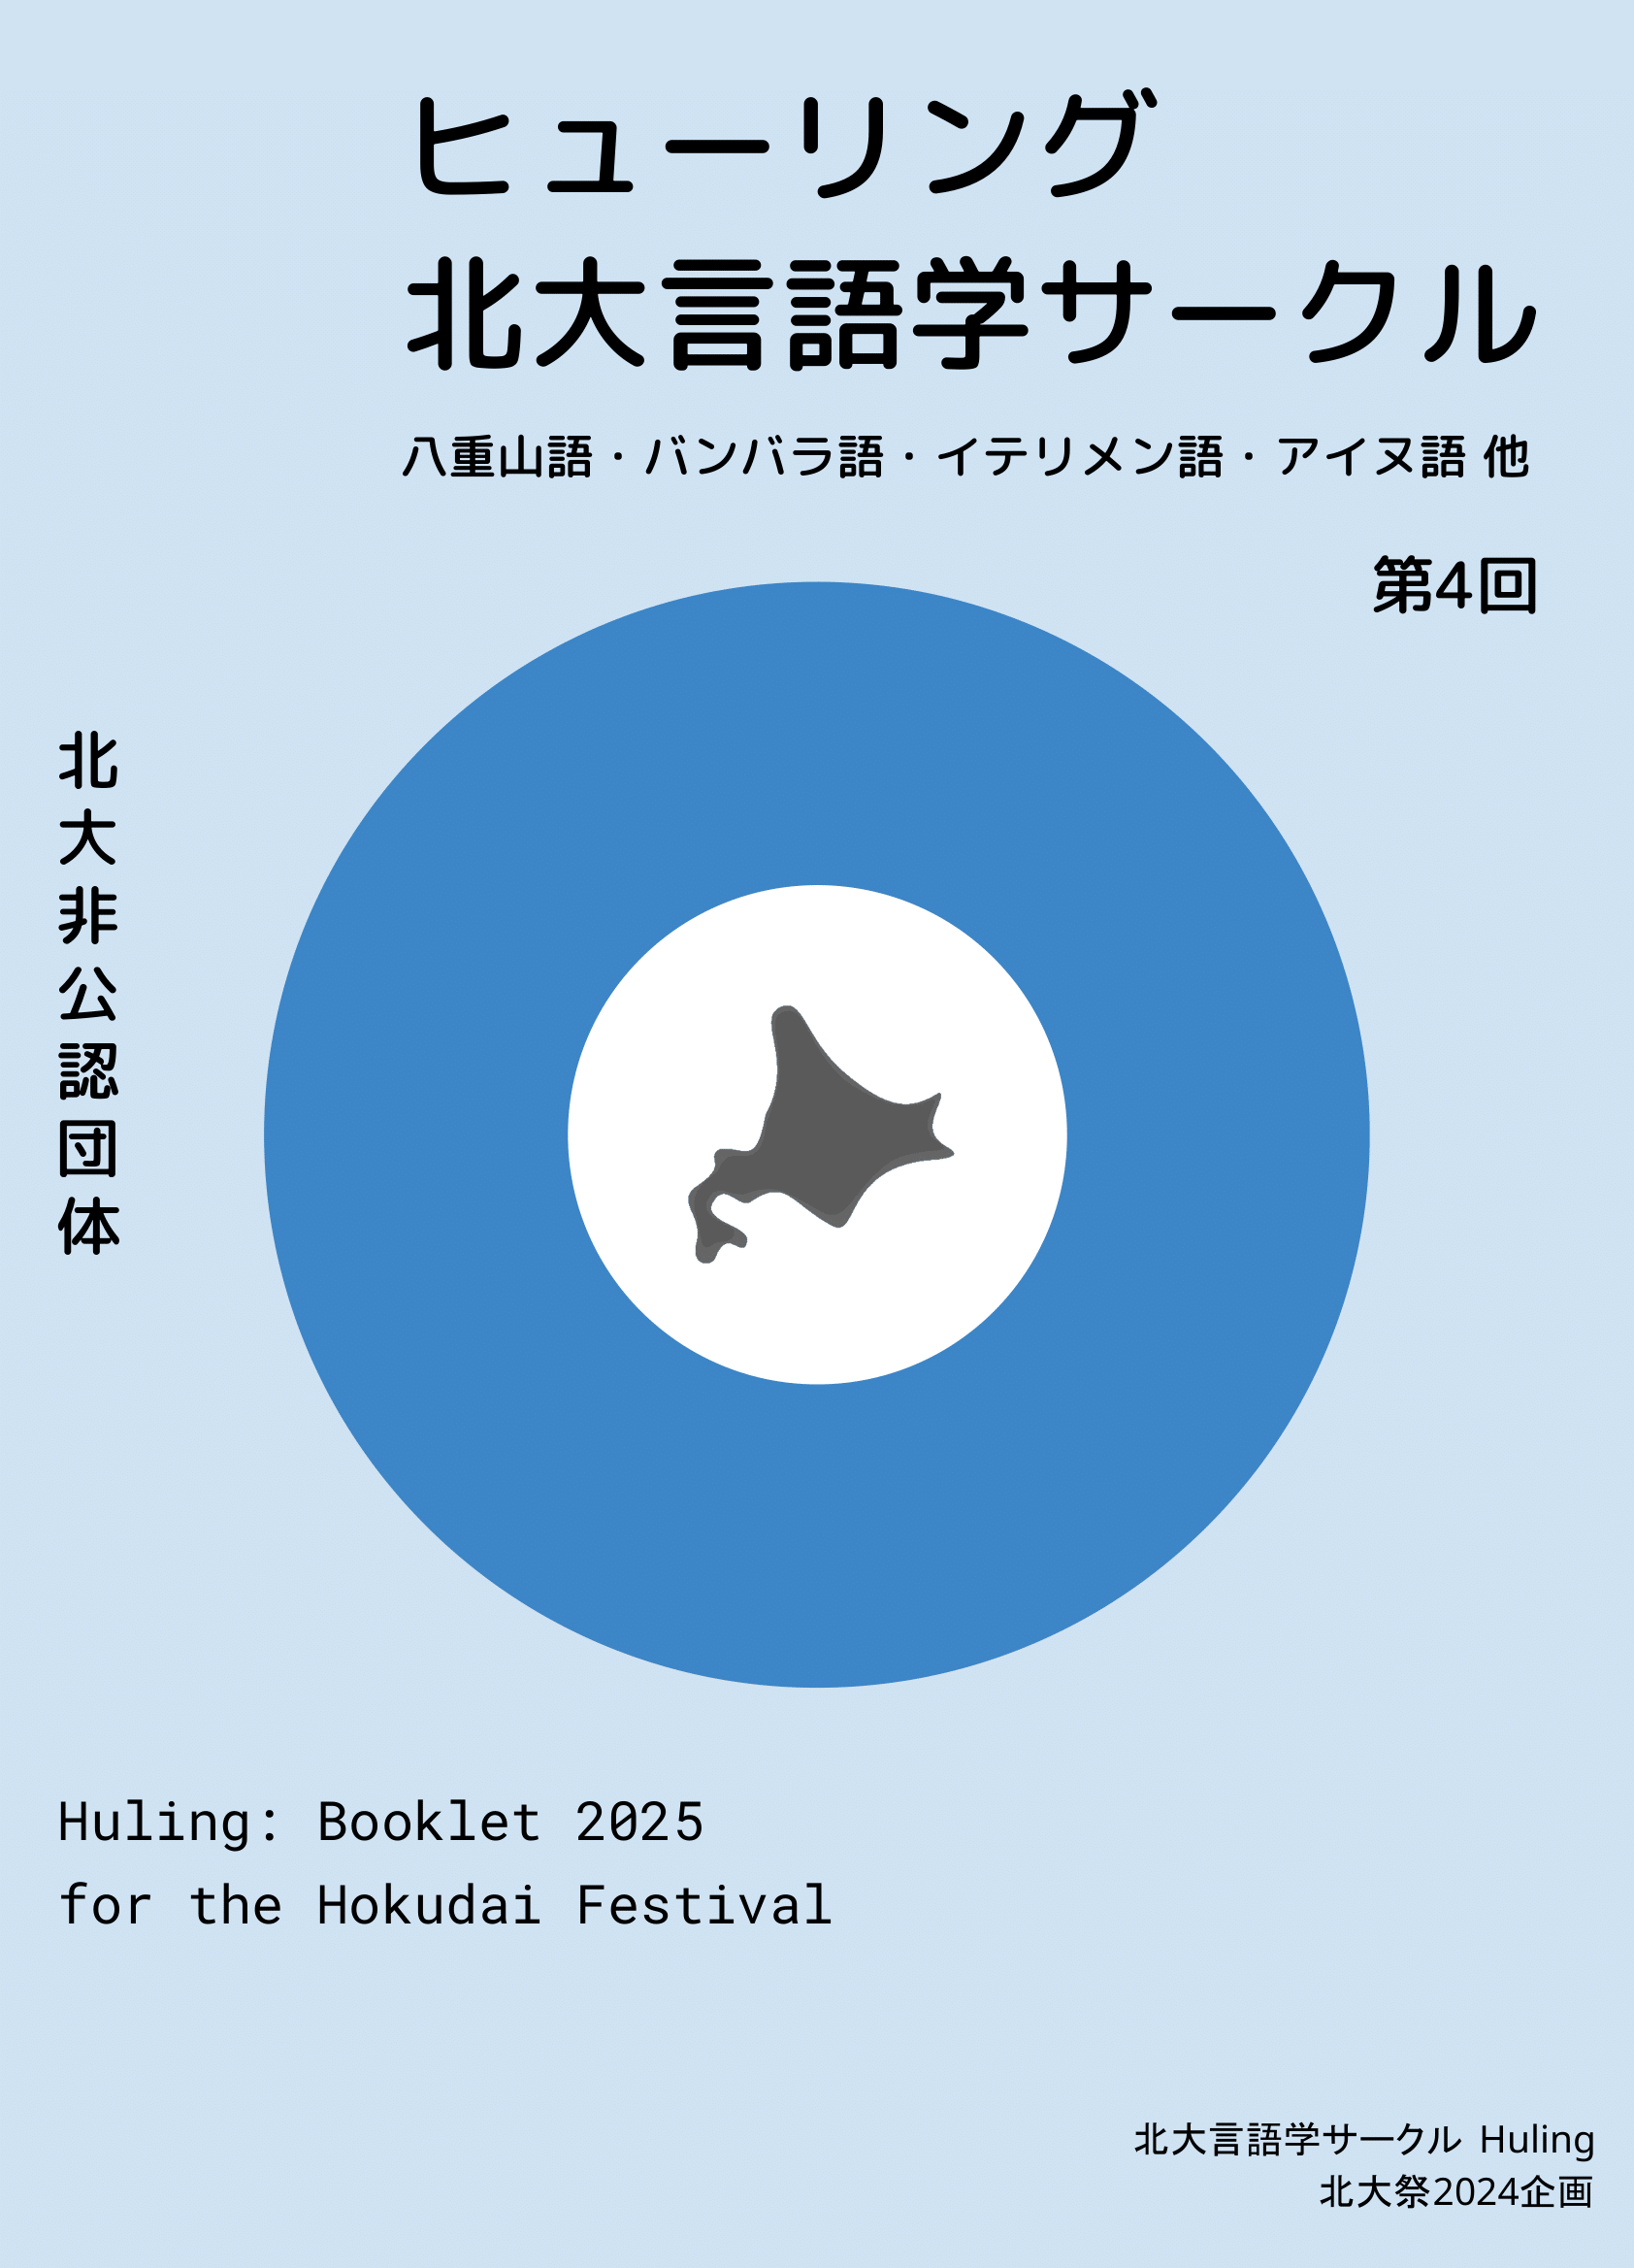 ヒューリング
北大言語学サークル
八重山語・バンバラ語・イテリメン語・アイヌ語 他
第4回
北大非公認団体
Huling: Booklet 2025
for the Hokudai Festival
北大言語学サークル Huling
北大祭2024企画